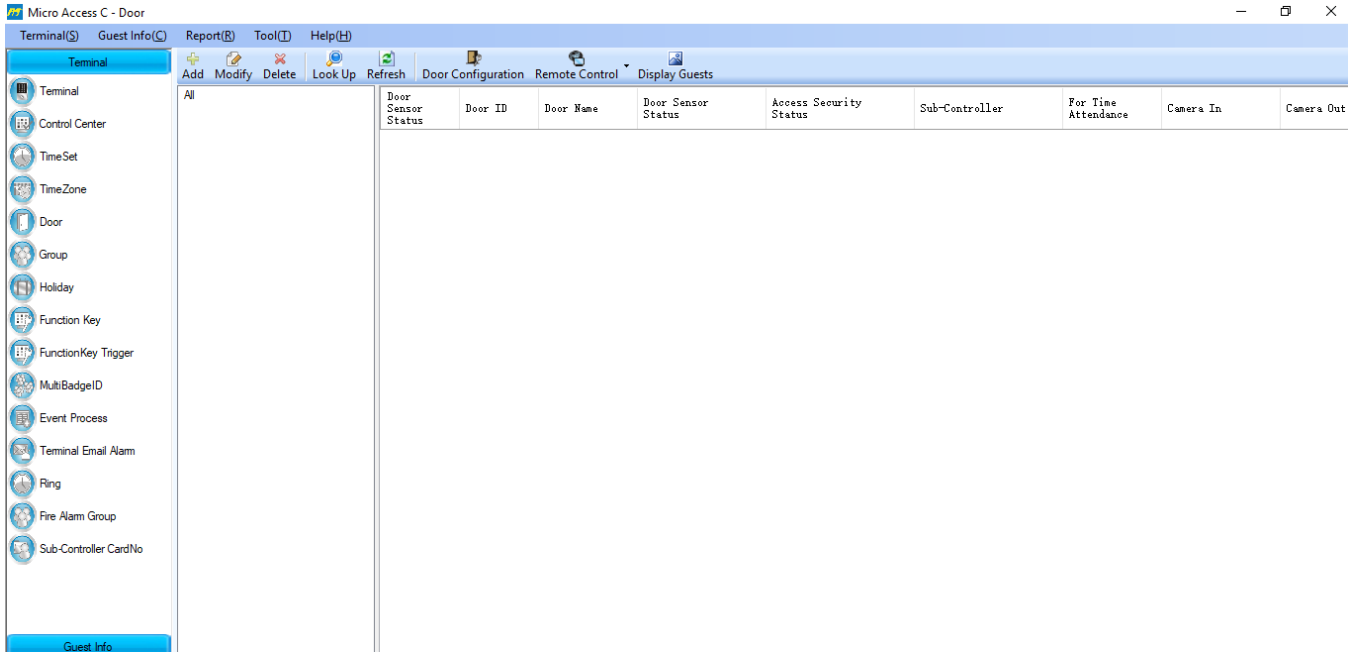 Micro Access C - Door
Terminal(S) Guest Info(C) Report(R) Tool(T) Help(H)
Terminal
Add Modify Delete Look Up Refresh Door Configuration Remote Control Display Guests
Terminal
Control Center
TimeSet
TimeZone
Door
Group
Holiday
Function Key
FunctionKey Trigger
MultiBadgeID
Event Process
Terminal Email Alarm
Ring
Fire Alarm Group
Sub-Controller CardNo
Guest Info
All
Door Sensor Status
Door ID
Door Name
Door Sensor Status
Access Security Status
Sub-Controller
For Time Attendance
Camera In
Camera Out